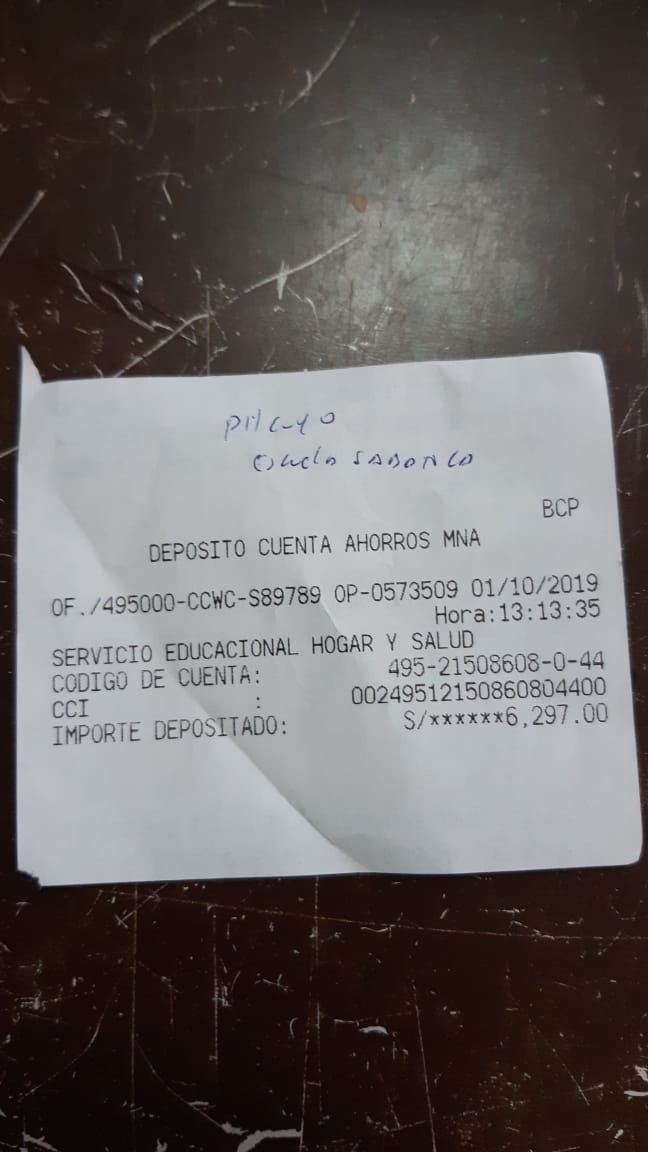 BCP
DEPOSITO CUENTA AHORROS MNA
OF./495000-CCWC-S89789 OP-0573509 01/10/2019
Hora:13:13:35
SERVICIO EDUCACIONAL HOGAR Y SALUD
CODIGO DE CUENTA: 495-21508608-0-44
CCI : 00249512150860804400
IMPORTE DEPOSITADO: S/******6,297.00